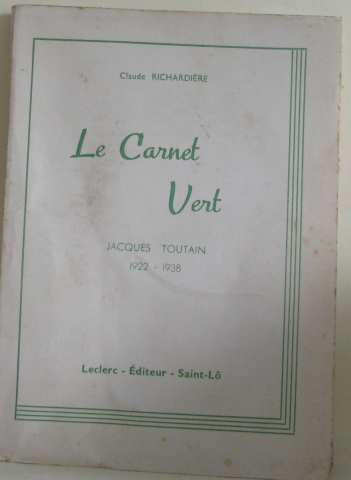 Claude RICHARDIÈRE
Le Carnet
Vert
JACQUES TOUTAIN
1922 - 1938
Leclerc - Éditeur - Saint-Lô